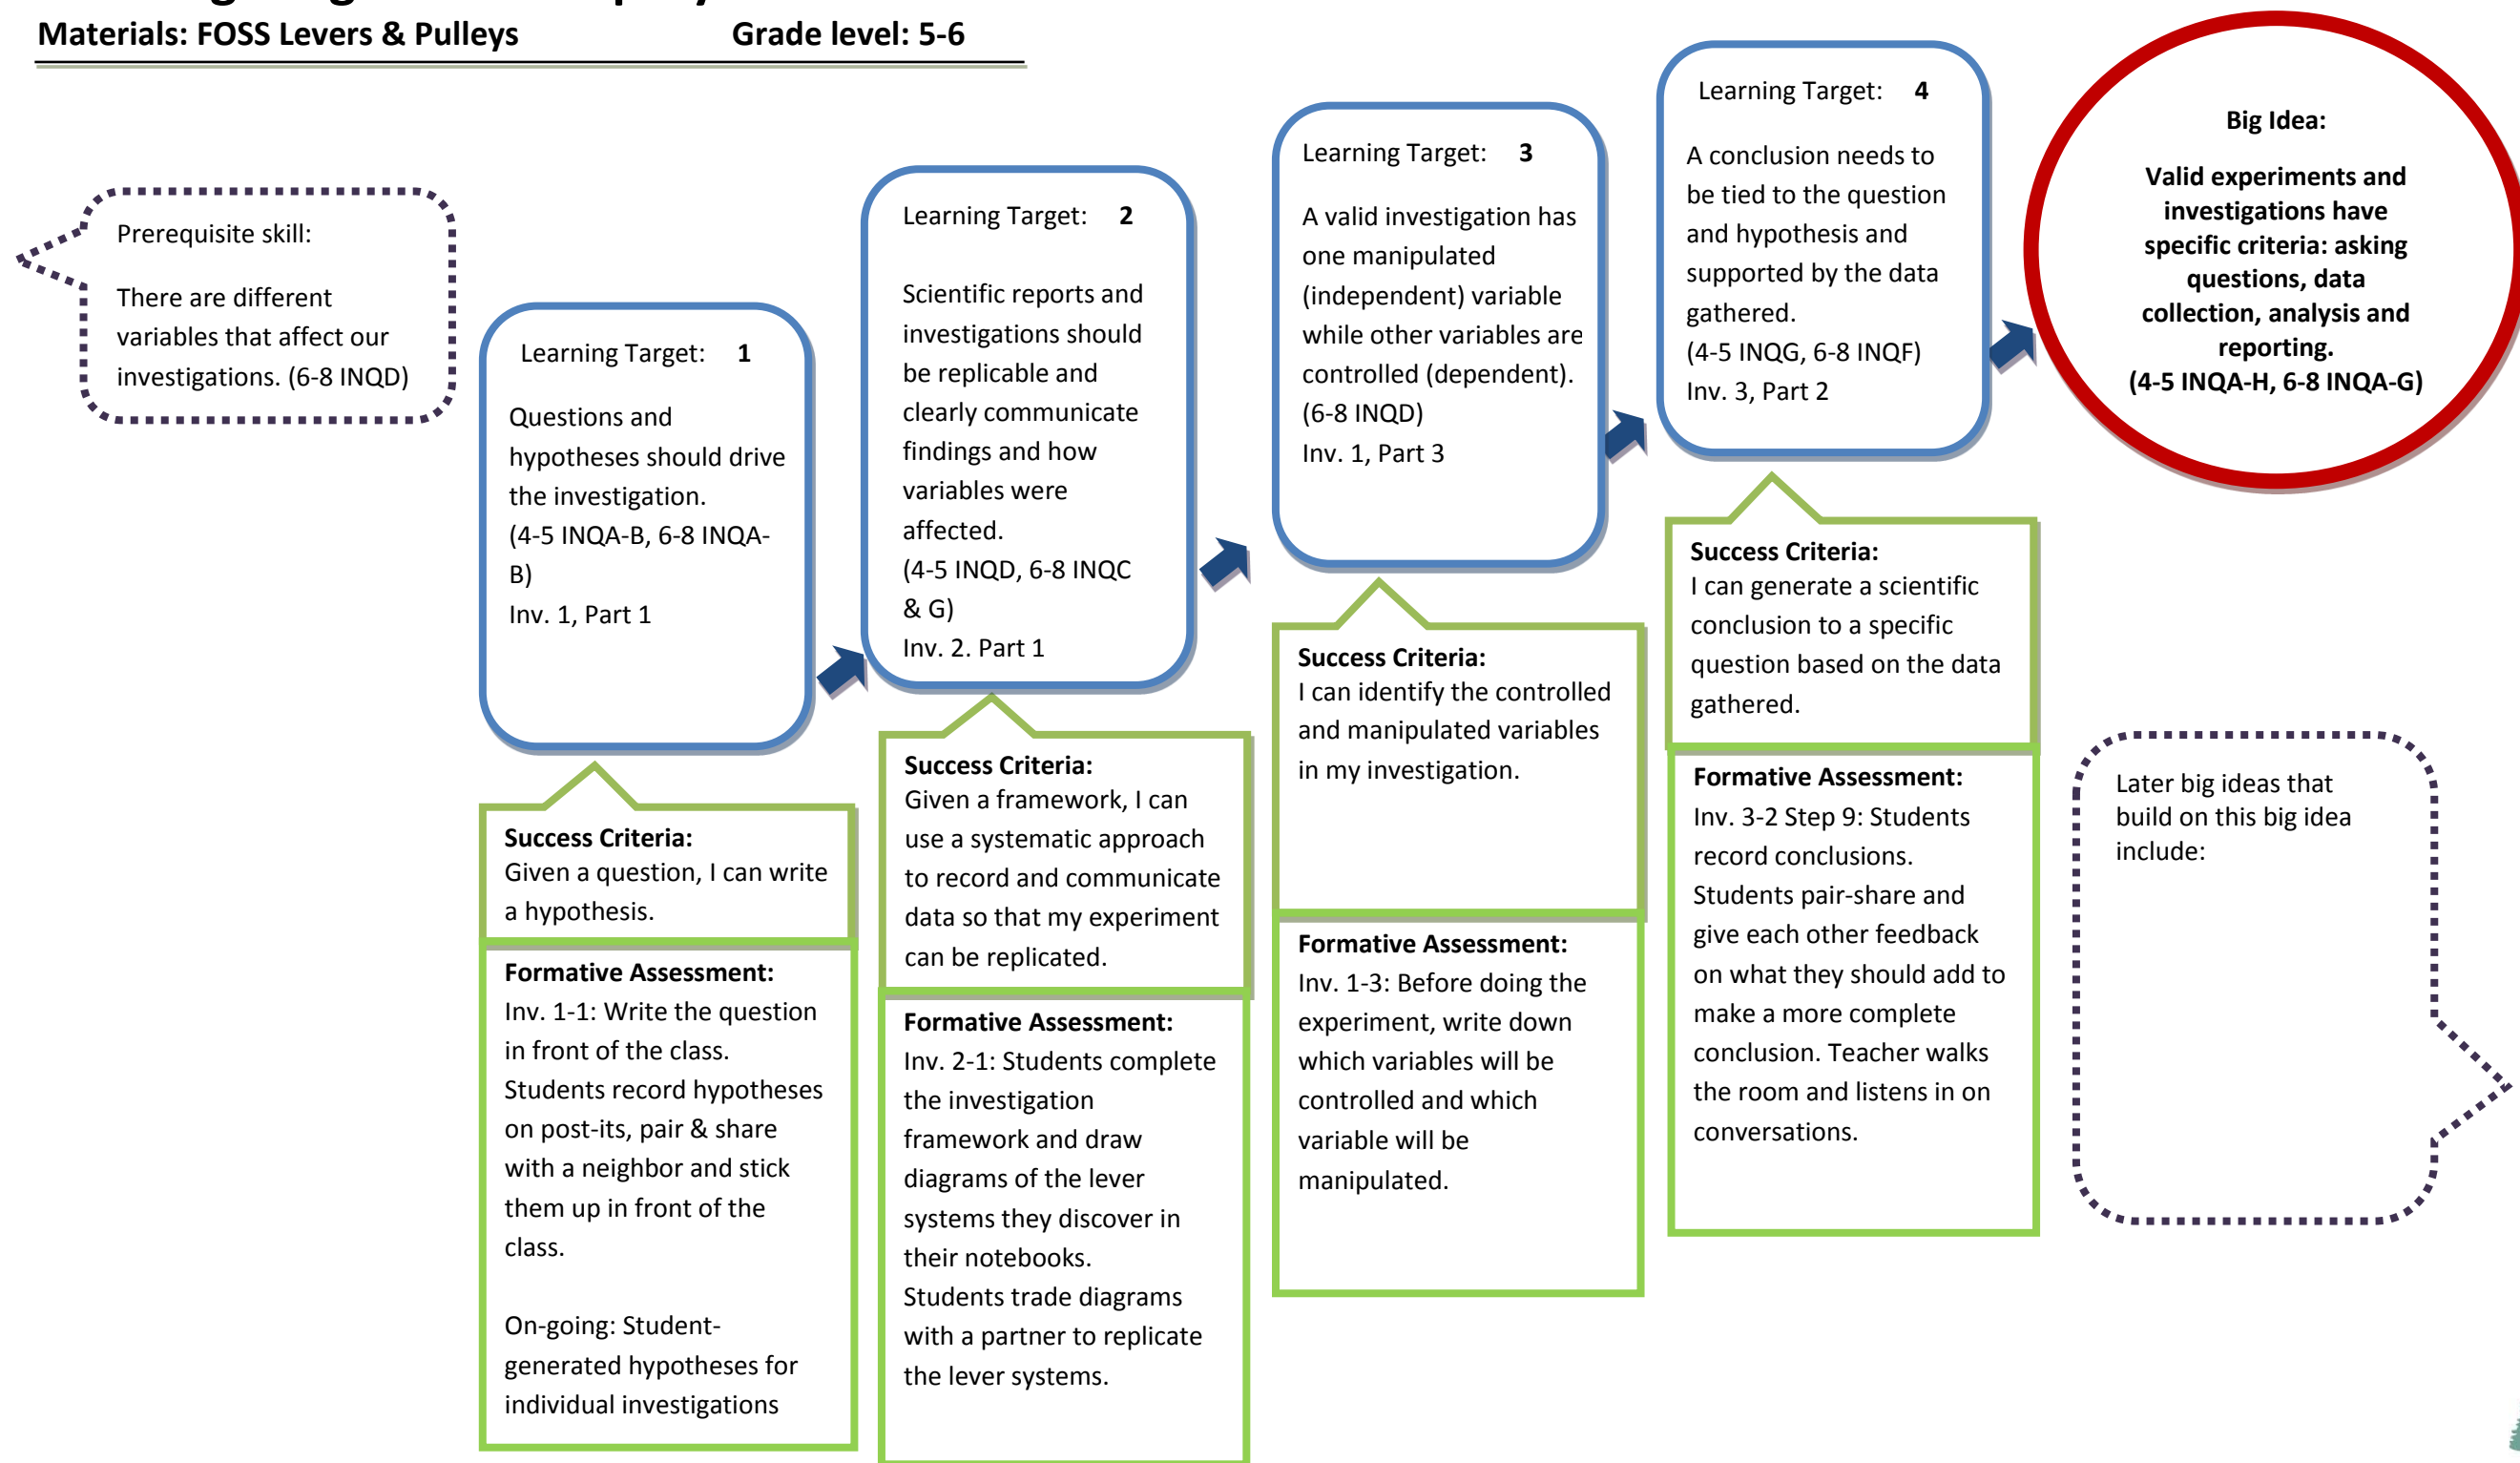 Materials: FOSS Levers & Pulleys Grade level: 5-6
Prerequisite skill:
There are different
variables that affect our
investigations. (6-8 INQD)
Learning Target: 1
Questions and
hypotheses should drive
the investigation.
(4-5 INQA-B, 6-8 INQA-
B)
Inv. 1, Part 1
Success Criteria:
Given a question, I can write
a hypothesis.
Formative Assessment:
Inv. 1-1: Write the question
in front of the class.
Students record hypotheses
on post-its, pair & share
with a neighbor and stick
them up in front of the
class.
On-going: Student-
generated hypotheses for
individual investigations
Learning Target: 2
Scientific reports and
investigations should
be replicable and
clearly communicate
findings and how
variables were
affected.
(4-5 INQD, 6-8 INQC
& G)
Inv. 2. Part 1
Success Criteria:
Given a framework, I can
use a systematic approach
to record and communicate
data so that my experiment
can be replicated.
Formative Assessment:
Inv. 2-1: Students complete
the investigation
framework and draw
diagrams of the lever
systems they discover in
their notebooks.
Students trade diagrams
with a partner to replicate
the lever systems.
Learning Target: 3
A valid investigation has
one manipulated
(independent) variable
while other variables are
controlled (dependent).
(6-8 INQD)
Inv. 1, Part 3
Success Criteria:
I can identify the controlled
and manipulated variables
in my investigation.
Formative Assessment:
Inv. 1-3: Before doing the
experiment, write down
which variables will be
controlled and which
variable will be
manipulated.
Learning Target: 4
A conclusion needs to
be tied to the question
and hypothesis and
supported by the data
gathered.
(4-5 INQG, 6-8 INQF)
Inv. 3, Part 2
Success Criteria:
I can generate a scientific
conclusion to a specific
question based on the data
gathered.
Formative Assessment:
Inv. 3-2 Step 9: Students
record conclusions.
Students pair-share and
give each other feedback
on what they should add to
make a more complete
conclusion. Teacher walks
the room and listens in on
conversations.
Big Idea:
Valid experiments and
investigations have
specific criteria: asking
questions, data
collection, analysis and
reporting.
(4-5 INQA-H, 6-8 INQA-G)
Later big ideas that
build on this big idea
include: